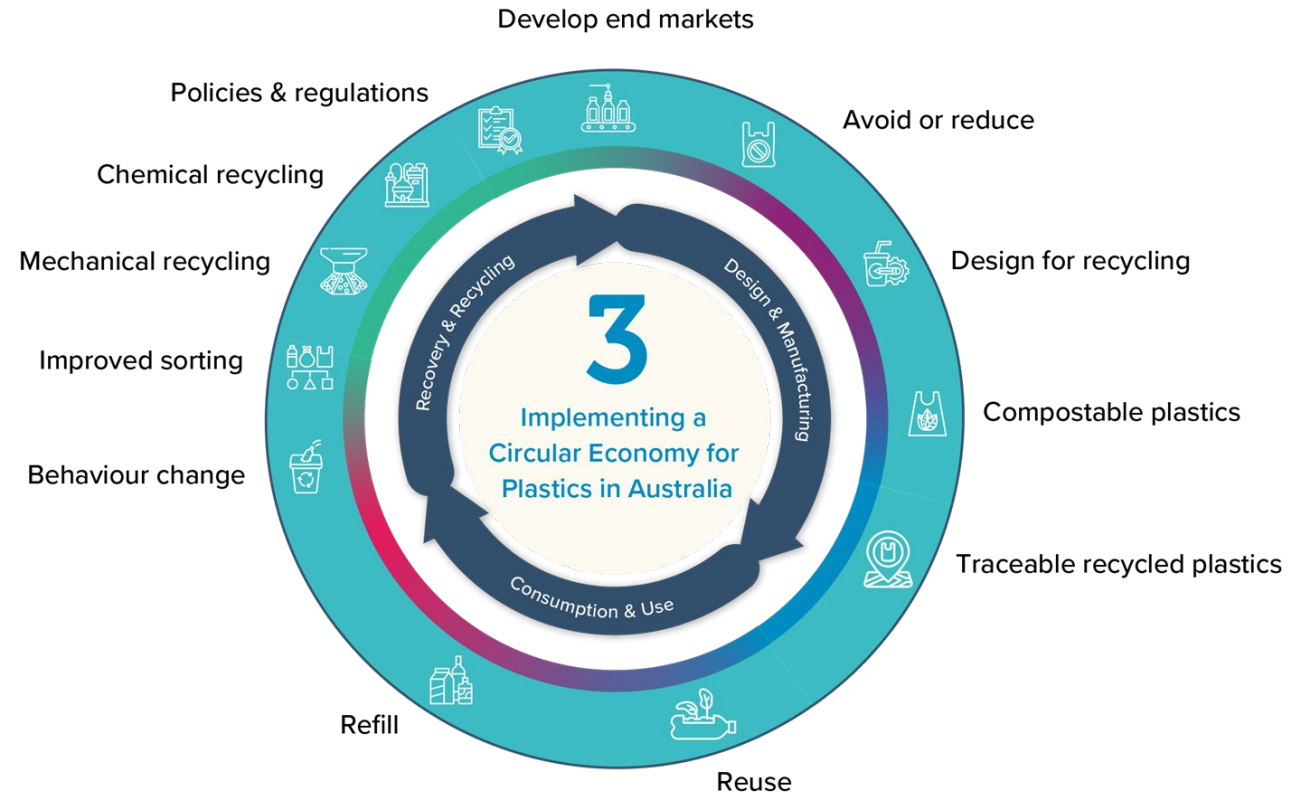 Develop end markets
Policies & regulations
Avoid or reduce
Chemical recycling
Design for recycling
Mechanical recycling
Improved sorting
Compostable plastics
Behaviour change
Traceable recycled plastics
Refill
Reuse
Recovery & Recycling
Design & Manufacturing
Consumption & Use
3
Implementing a
Circular Economy for
Plastics in Australia